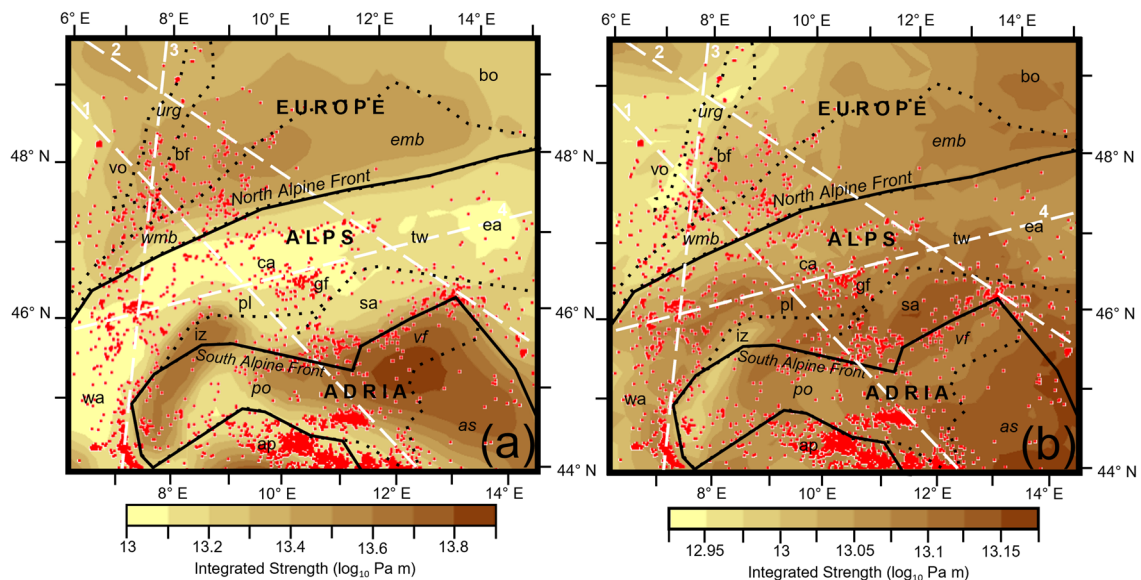 6° E 8° E 10° E 12° E 14° E
6° E 8° E 10° E 12° E 14° E
2 3
bo
1
urg
EUROPE
emb
48° N
bf
vo
North Alpine Front
4
wmb
ALPS
tw
ea
ca
gf
46° N
pl
sa
iz
vf
South Alpine Front
po
ADRIA
wa
as
ap
(a)
44° N
8° E 10° E 12° E 14° E
13 13.2 13.4 13.6 13.8
Integrated Strength (log10 Pa m)
2 3
bo
1
urg
EUROPE
emb
48° N
bf
vo
North Alpine Front
4
wmb
ALPS
tw
ea
ca
gf
46° N
pl
sa
iz
vf
South Alpine Front
po
ADRIA
wa
as
ap
(b)
44° N
8° E 10° E 12° E 14° E
12.95 13 13.05 13.1 13.15
Integrated Strength (log10 Pa m)